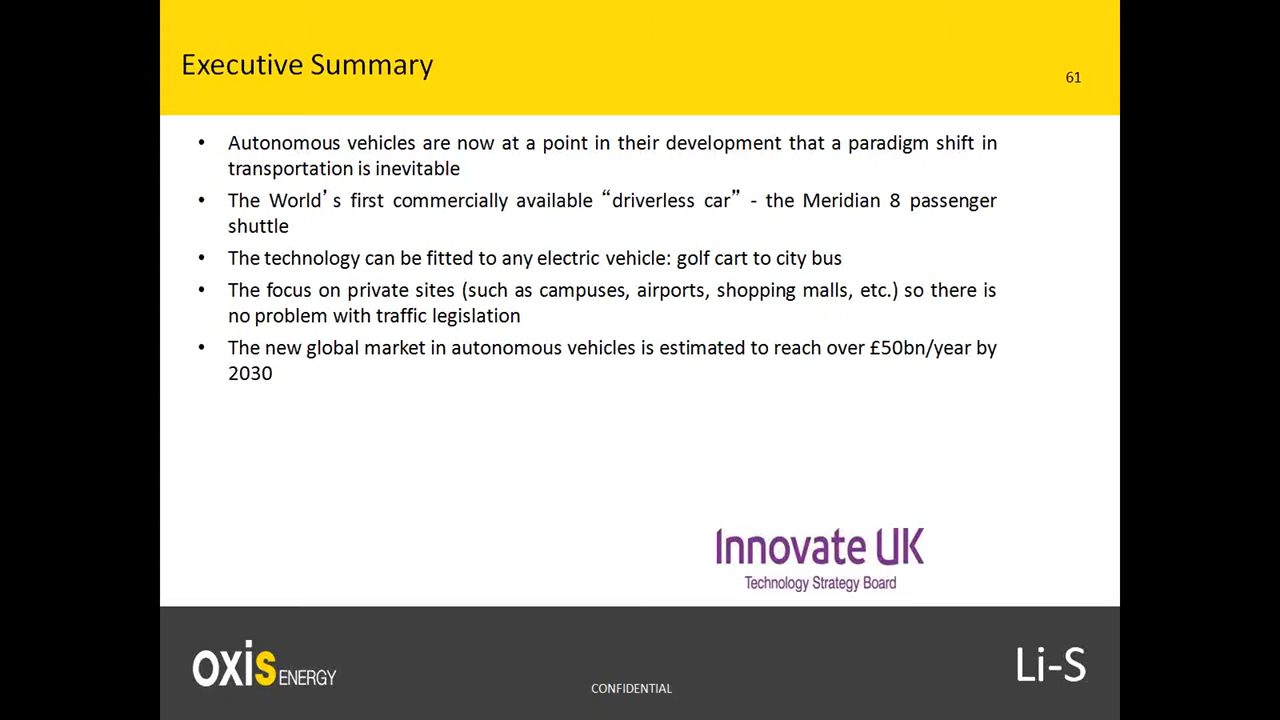 Executive Summary
61
• Autonomous vehicles are now at a point in their development that a paradigm shift in
transportation is inevitable
• The World’s first commercially available “driverless car” - the Meridian 8 passenger
shuttle
• The technology can be fitted to any electric vehicle: golf cart to city bus
• The focus on private sites (such as campuses, airports, shopping malls, etc.) so there is
no problem with traffic legislation
• The new global market in autonomous vehicles is estimated to reach over £50bn/year by
2030
Innovate UK
Technology Strategy Board
OXIS ENERGY
CONFIDENTIAL
Li-S